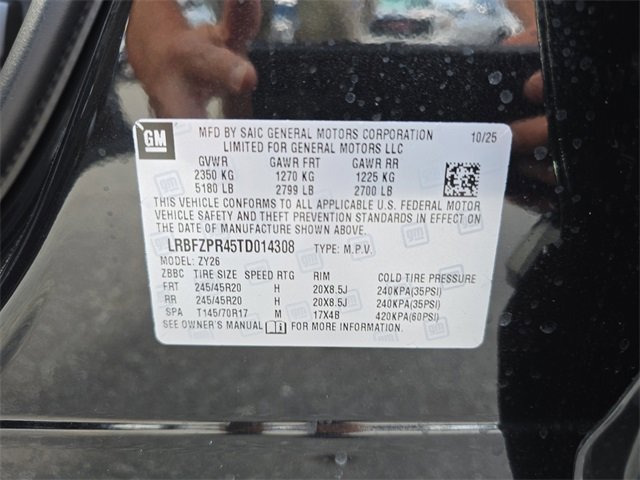 GM
MFD BY SAIC GENERAL MOTORS CORPORATION 10/25
LIMITED FOR GENERAL MOTORS LLC
GVWR GAWR FRT GAWR RR
2350 KG 1270 KG 1225 KG
5180 LB 2799 LB 2700 LB
THIS VEHICLE CONFORMS TO ALL APPLICABLE U.S. FEDERAL MOTOR
VEHICLE SAFETY AND THEFT PREVENTION STANDARDS IN EFFECT ON
THE DATE OF MANUFACTURE SHOWN ABOVE.
LRBFZPR45TD014308 TYPE: M.P.V.
MODEL: ZY26
ZBBC TIRE SIZE SPEED RTG RIM COLD TIRE PRESSURE
FRT 245/45R20 H 20X8.5J 240KPA(35PSI)
RR 245/45R20 H 20X8.5J 240KPA(35PSI)
SPA T145/70R17 M 17X4B 420KPA(60PSI)
SEE OWNER'S MANUAL FOR MORE INFORMATION.